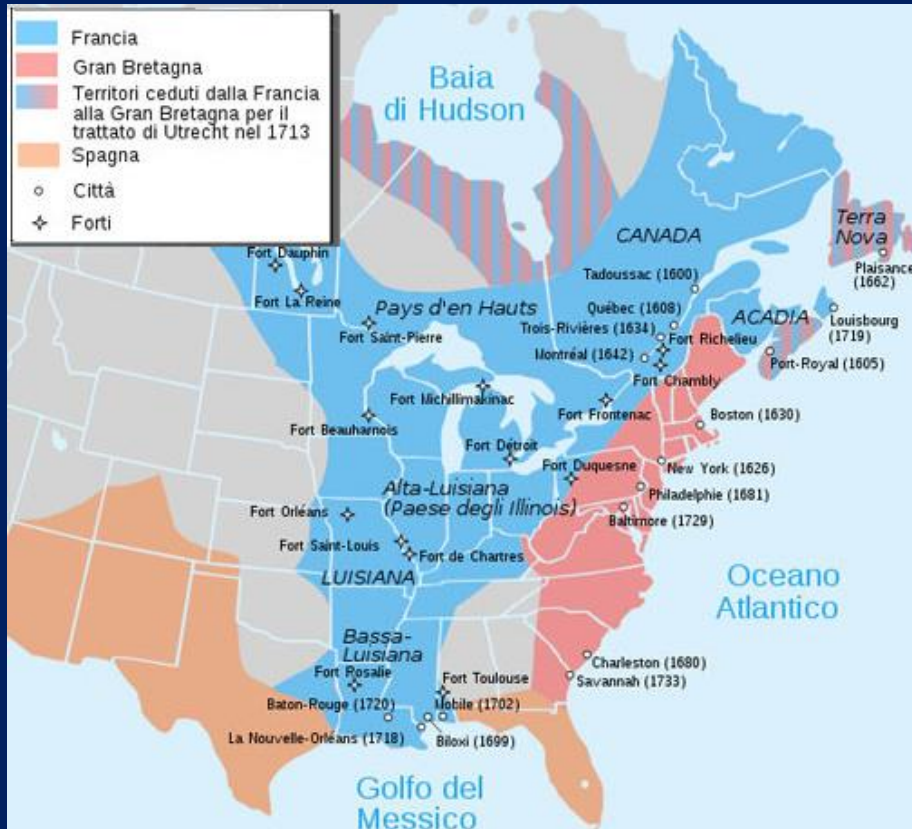 Francia
Gran Bretagna
Territori ceduti dalla Francia
alla Gran Bretagna per il
trattato di Utrecht nel 1713
Spagna
Città
Forti
Baia
di Hudson
Terra
Nova
Plaisance
(1662)
CANADA
Tadoussac (1600)
Québec (1608)
Trois-Rivières (1634)
Fort Richelieu
Montréal (1642)
Fort Chambly
ACADIA
Louisbourg
(1719)
Port-Royal (1605)
Fort Dauphin
Fort La Reine
Pays d'en Hauts
Fort Saint-Pierre
Fort Michillimakinac
Fort Frontenac
Fort Beauharnois
Boston (1630)
Fort Détroit
Fort Duquesne
New York (1626)
Alta-Luisiana
(Paese degli Illinois)
Philadelphie (1681)
Baltimore (1729)
Fort Orléans
Fort Saint-Louis
Fort de Chartres
LUISIANA
Oceano
Atlantico
Bassa-
Luisiana
Fort Rosalie
Fort Toulouse
Charleston (1680)
Savannah (1733)
Baton-Rouge (1720)
Mobile (1702)
La Nouvelle-Orléans (1718)
Biloxi (1699)
Golfo del
Messico